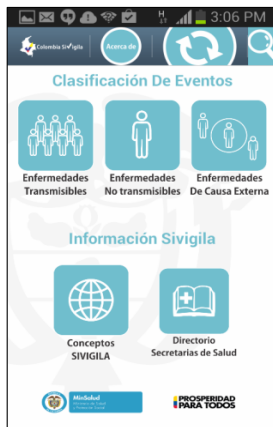 H 3:06 PM
Colombia Sivigila
Acerca de
Clasificación De Eventos
Enfermedades
Transmisibles
Enfermedades
No transmisibles
Enfermedades
De Causa Externa
Información Sivigila
Conceptos
SIVIGILA
Directorio
Secretarias de Salud
MinSalud
PROSPERIDAD
PARA TODOS